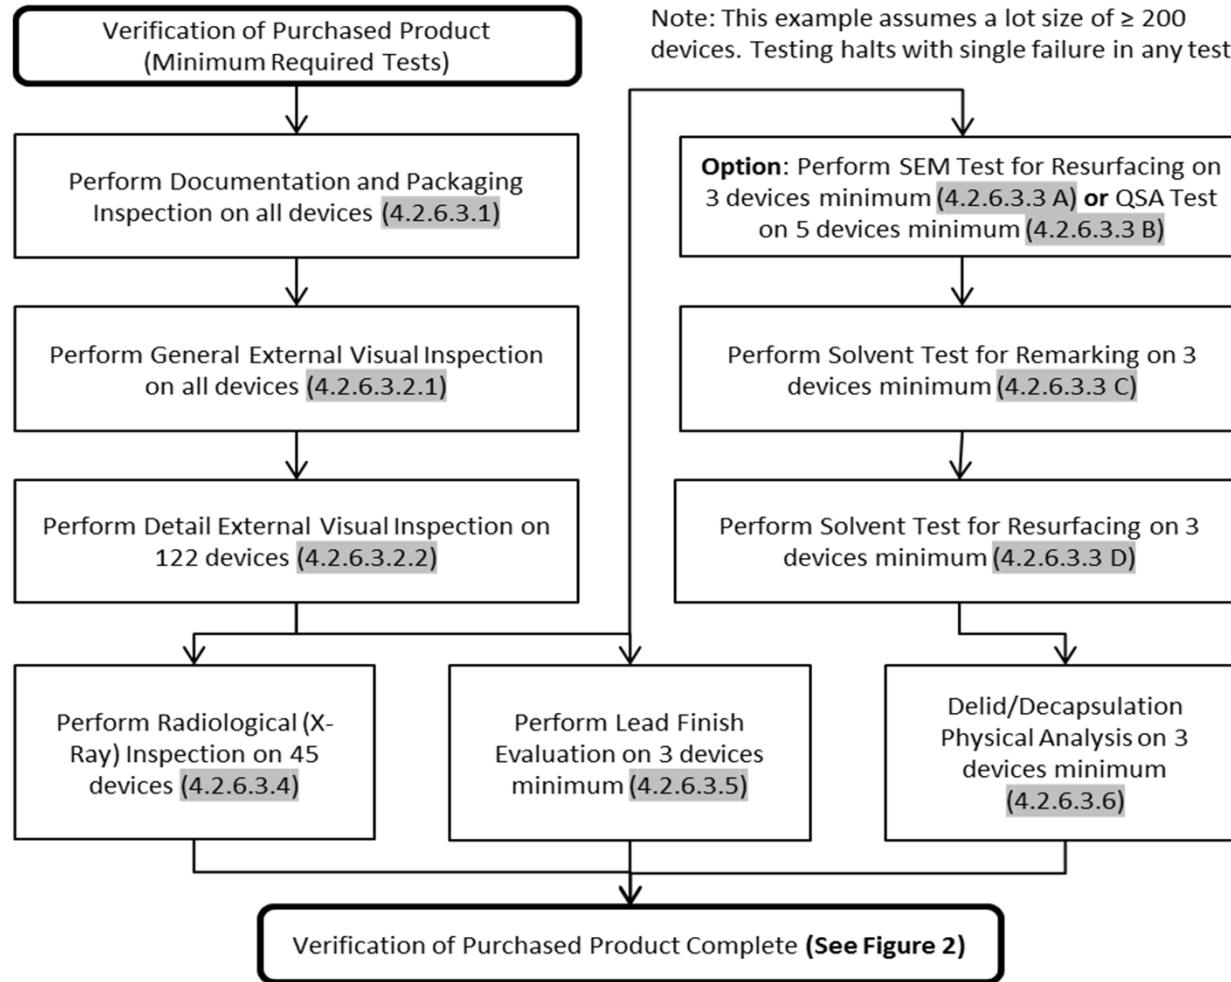 Verification of Purchased Product
(Minimum Required Tests)
Note: This example assumes a lot size of ≥ 200
devices. Testing halts with single failure in any test
Perform Documentation and Packaging
Inspection on all devices (4.2.6.3.1)
Perform General External Visual Inspection
on all devices (4.2.6.3.2.1)
Perform Detail External Visual Inspection on
122 devices (4.2.6.3.2.2)
Option: Perform SEM Test for Resurfacing on
3 devices minimum (4.2.6.3.3 A) or QSA Test
on 5 devices minimum (4.2.6.3.3 B)
Perform Solvent Test for Remarking on 3
devices minimum (4.2.6.3.3 C)
Perform Solvent Test for Resurfacing on 3
devices minimum (4.2.6.3.3 D)
Perform Radiological (X-
Ray) Inspection on 45
devices (4.2.6.3.4)
Perform Lead Finish
Evaluation on 3 devices
minimum (4.2.6.3.5)
Delid/Decapsulation
Physical Analysis on 3
devices minimum
(4.2.6.3.6)
Verification of Purchased Product Complete (See Figure 2)